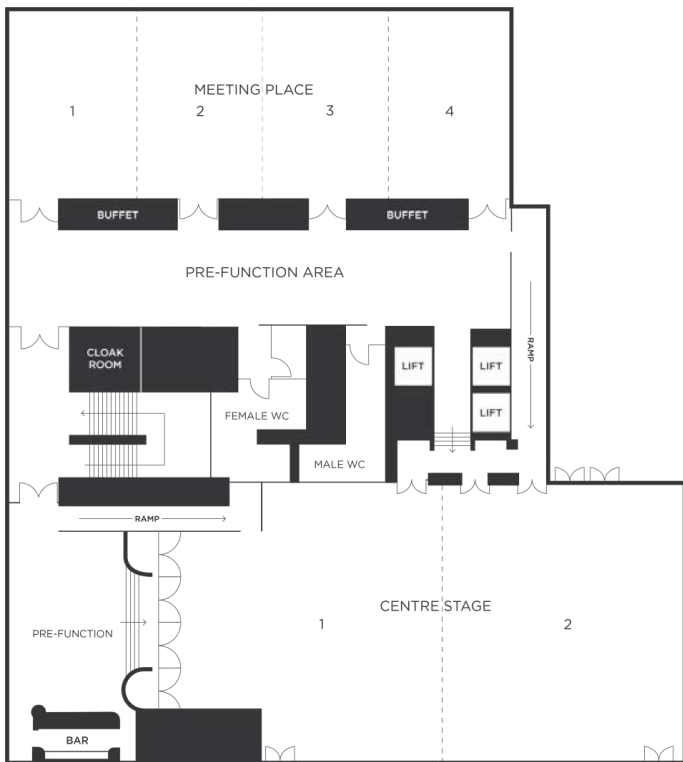 MEETING PLACE
1
2
3
4
BUFFET
BUFFET
PRE-FUNCTION AREA
CLOAK
ROOM
LIFT
LIFT
RAMP
LIFT
FEMALE WC
MALE WC
RAMP
CENTRE STAGE
1
2
PRE-FUNCTION
BAR